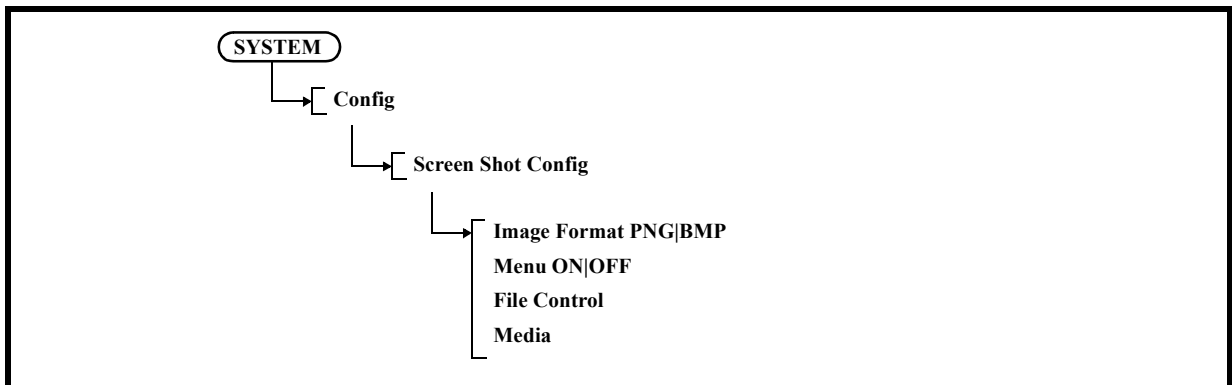 SYSTEM
Config
Screen Shot Config
Image Format PNG|BMP
Menu ON|OFF
File Control
Media